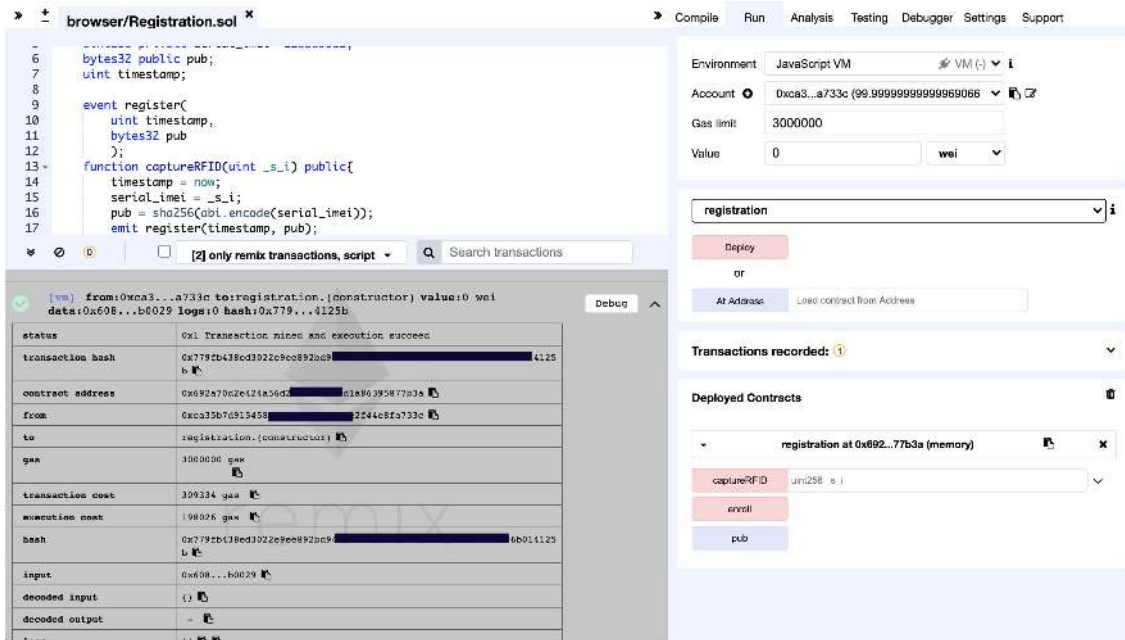 browser/Registration.sol
6 bytes32 public pub;
7 uint timestamp;
8
9 event register(
10 uint timestamp,
11 bytes32 pub
12 );
13 function captureRFID(uint _s_i) public{
14 timestamp = now;
15 serial_imei = _s_i;
16 pub = sha256(abi.encode(serial_imei));
17 emit register(timestamp, pub);
[2] only remix transactions, script
Search transactions
[vm] from:0xca3...a733c to:registration.(constructor) value:0 wei
data:0x608...b0029 logs:0 hash:0x779...4125b
Debug
status 0x1 Transaction mined and execution succeed
transaction hash 4125
b
contract address
from
to registration.(constructor)
gas 3000000 gas
transaction cost 309334 gas
execution cost 198026 gas
hash
b
input 0x608...b0029
decoded input {}
decoded output -
remix
Compile Run Analysis Testing Debugger Settings Support
Environment JavaScript VM VM (-) i
Account 0xca3...a733c (99.99999999999969066
Gas limit 3000000
Value 0 wei
registration i
Deploy
or
At Address Load contract from Address
Transactions recorded: 1
Deployed Contracts
registration at 0x692...77b3a (memory)
captureRFID uint256 _s_i
enroll
pub